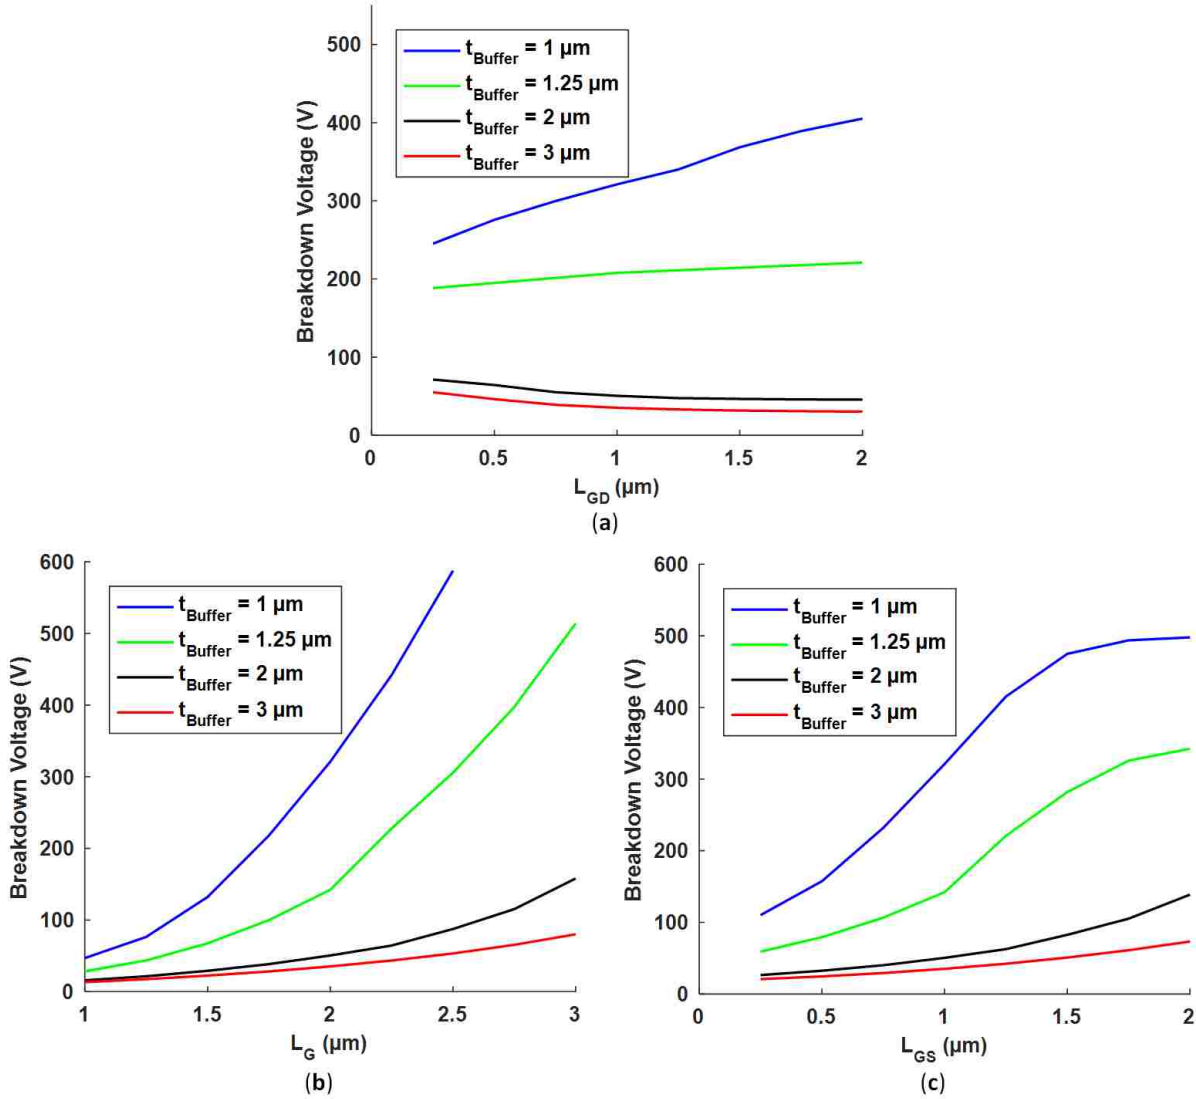 t_Buffer = 1 µm
t_Buffer = 1.25 µm
t_Buffer = 2 µm
t_Buffer = 3 µm
Breakdown Voltage (V)
500
400
300
200
100
0
0 0.5 1 1.5 2
L_GD (µm)
(a)
t_Buffer = 1 µm
t_Buffer = 1.25 µm
t_Buffer = 2 µm
t_Buffer = 3 µm
Breakdown Voltage (V)
600
500
400
300
200
100
0
1 1.5 2 2.5 3
L_G (µm)
(b)
t_Buffer = 1 µm
t_Buffer = 1.25 µm
t_Buffer = 2 µm
t_Buffer = 3 µm
Breakdown Voltage (V)
600
500
400
300
200
100
0
0 0.5 1 1.5 2
L_GS (µm)
(c)